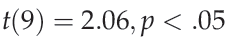 t(9) = 2.06, p < .05